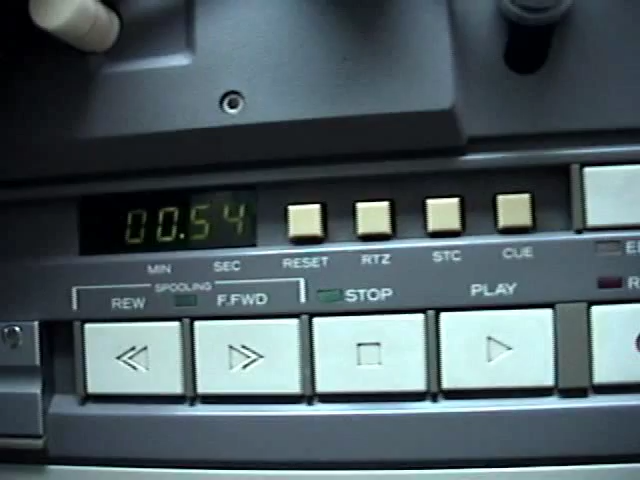 00.54
MIN SEC RESET RTZ STC CUE
SPOOLING
REW F.FWD STOP PLAY